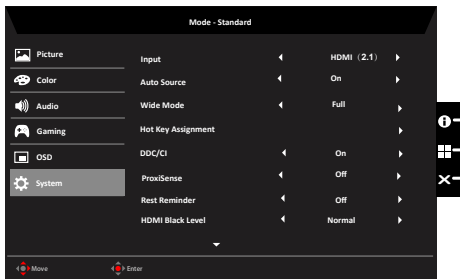 Mode - Standard
Picture
Color
Audio
Gaming
OSD
System
Input HDMI (2.1)
Auto Source On
Wide Mode Full
Hot Key Assignment
DDC/CI On
ProxiSense Off
Rest Reminder Off
HDMI Black Level Normal
Move Enter